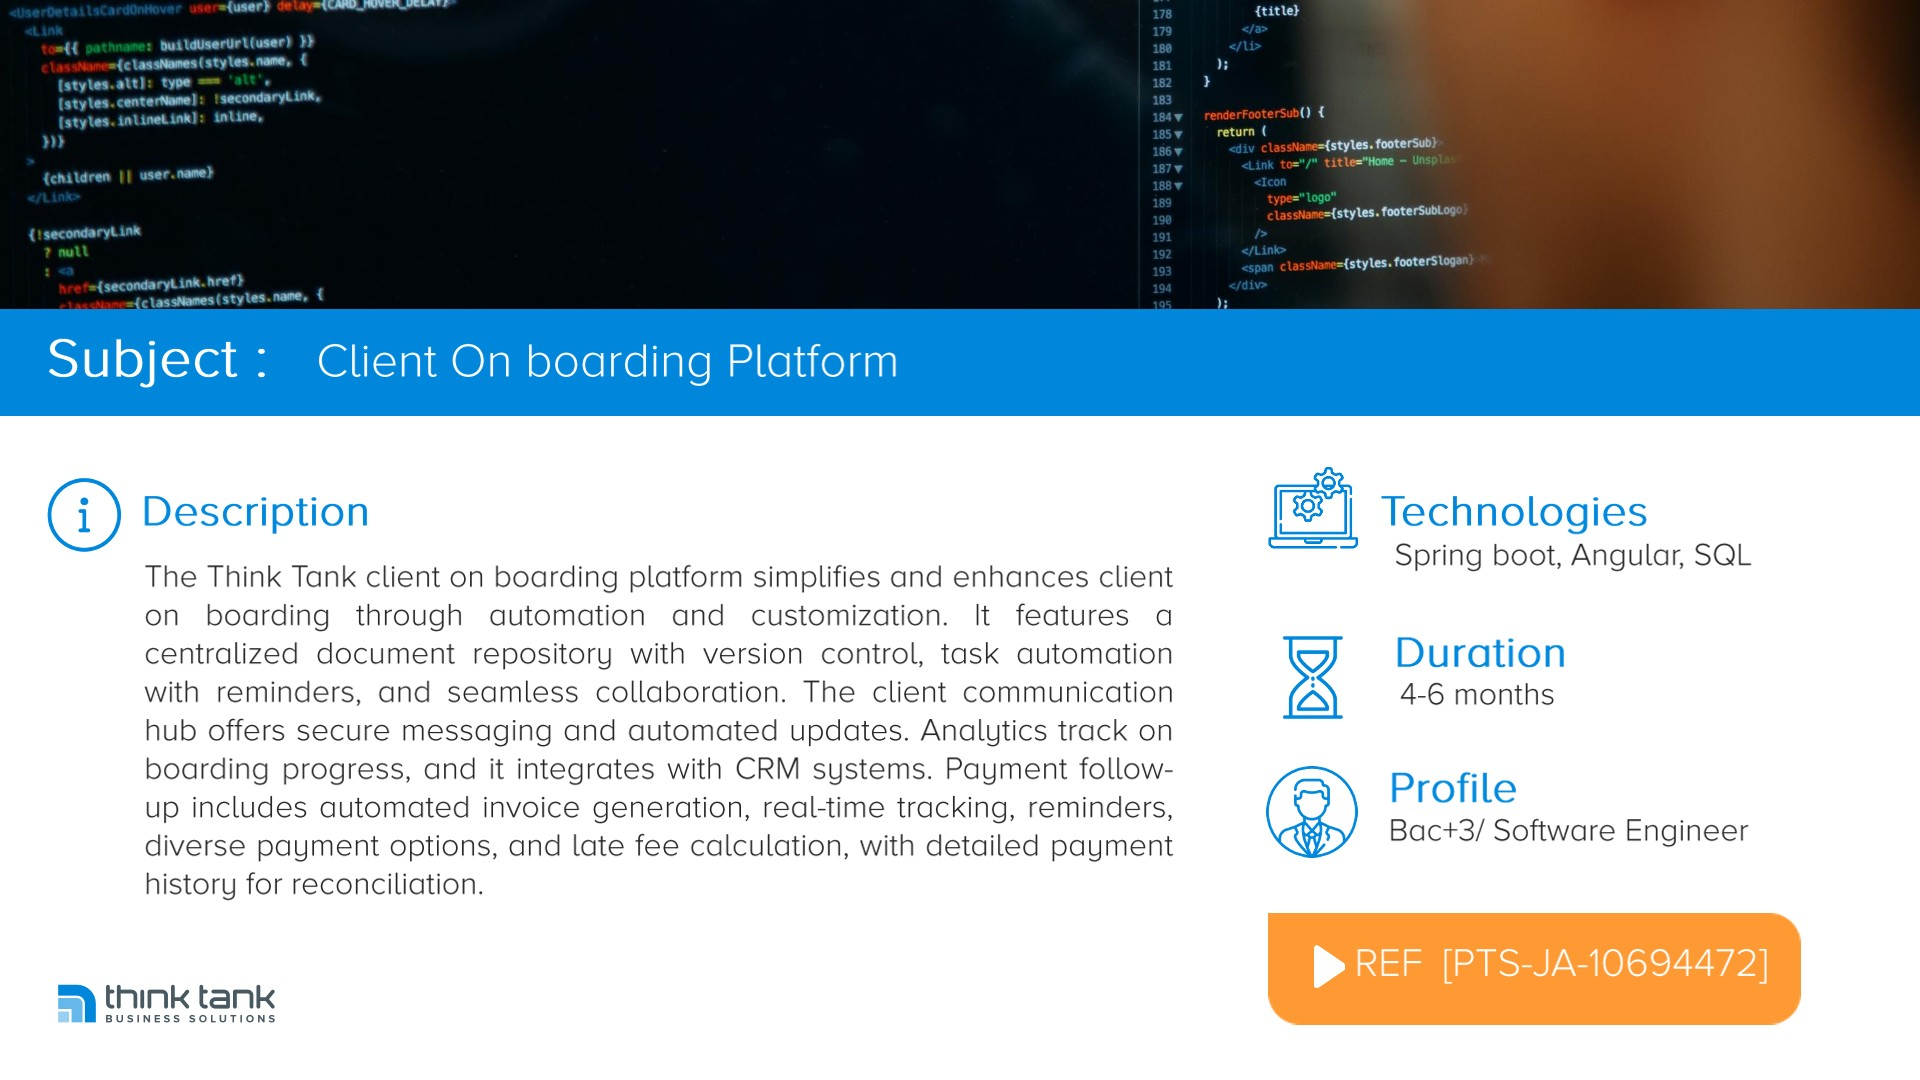 <UserDetailsCardOnHover user={user} delay={CARD_HOVER_DELAY}>
<Link
to={{ pathname: buildUserUrl(user) }}
className={classNames(styles.name, {
[styles.alt]: type === 'alt',
[styles.centerName]: !secondaryLink,
[styles.inlineLink]: inline,
})}
>
{children || user.name}
</Link>
{!secondaryLink
? null
: <a
href={secondaryLink.href}
className={classNames(styles.name, {
178 {title}
179 </a>
180 </li>
181 );
182 }
183
184 renderFooterSub() {
185 return (
186 <div className={styles.footerSub}>
187 <Link to="/" title="Home – Unsplas
188 <Icon
189 type="logo"
190 className={styles.footerSubLogo}
191 />
192 </Link>
193 <span className={styles.footerSlogan}
194 </div>
195 );
Subject : Client On boarding Platform
Description
The Think Tank client on boarding platform simplifies and enhances client
on boarding through automation and customization. It features a
centralized document repository with version control, task automation
with reminders, and seamless collaboration. The client communication
hub offers secure messaging and automated updates. Analytics track on
boarding progress, and it integrates with CRM systems. Payment follow-
up includes automated invoice generation, real-time tracking, reminders,
diverse payment options, and late fee calculation, with detailed payment
history for reconciliation.
Technologies
Spring boot, Angular, SQL
Duration
4-6 months
Profile
Bac+3/ Software Engineer
REF [PTS-JA-10694472]
think tank
BUSINESS SOLUTIONS